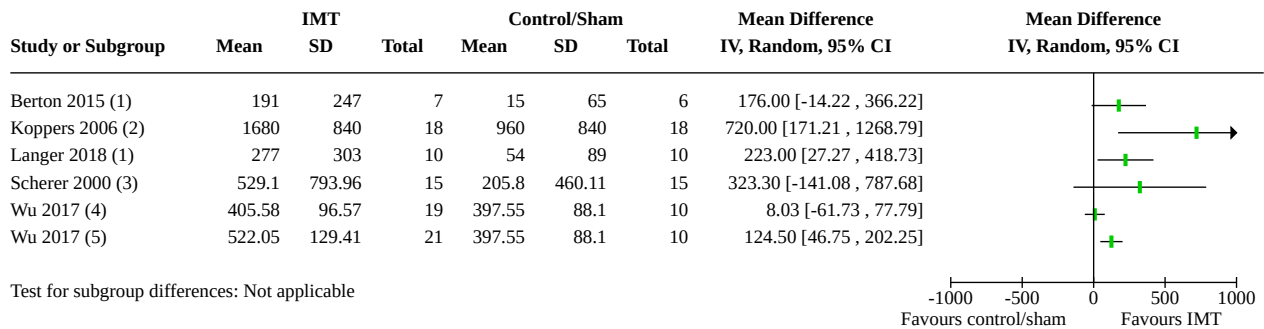 IMT Control/Sham Mean Difference Mean Difference
Study or Subgroup Mean SD Total Mean SD Total IV, Random, 95% CI IV, Random, 95% CI
Berton 2015 (1) 191 247 7 15 65 6 176.00 [-14.22 , 366.22]
Koppers 2006 (2) 1680 840 18 960 840 18 720.00 [171.21 , 1268.79]
Langer 2018 (1) 277 303 10 54 89 10 223.00 [27.27 , 418.73]
Scherer 2000 (3) 529.1 793.96 15 205.8 460.11 15 323.30 [-141.08 , 787.68]
Wu 2017 (4) 405.58 96.57 19 397.55 88.1 10 8.03 [-61.73 , 77.79]
Wu 2017 (5) 522.05 129.41 21 397.55 88.1 10 124.50 [46.75 , 202.25]
Test for subgroup differences: Not applicable
-1000 -500 0 500 1000
Favours control/sham Favours IMT